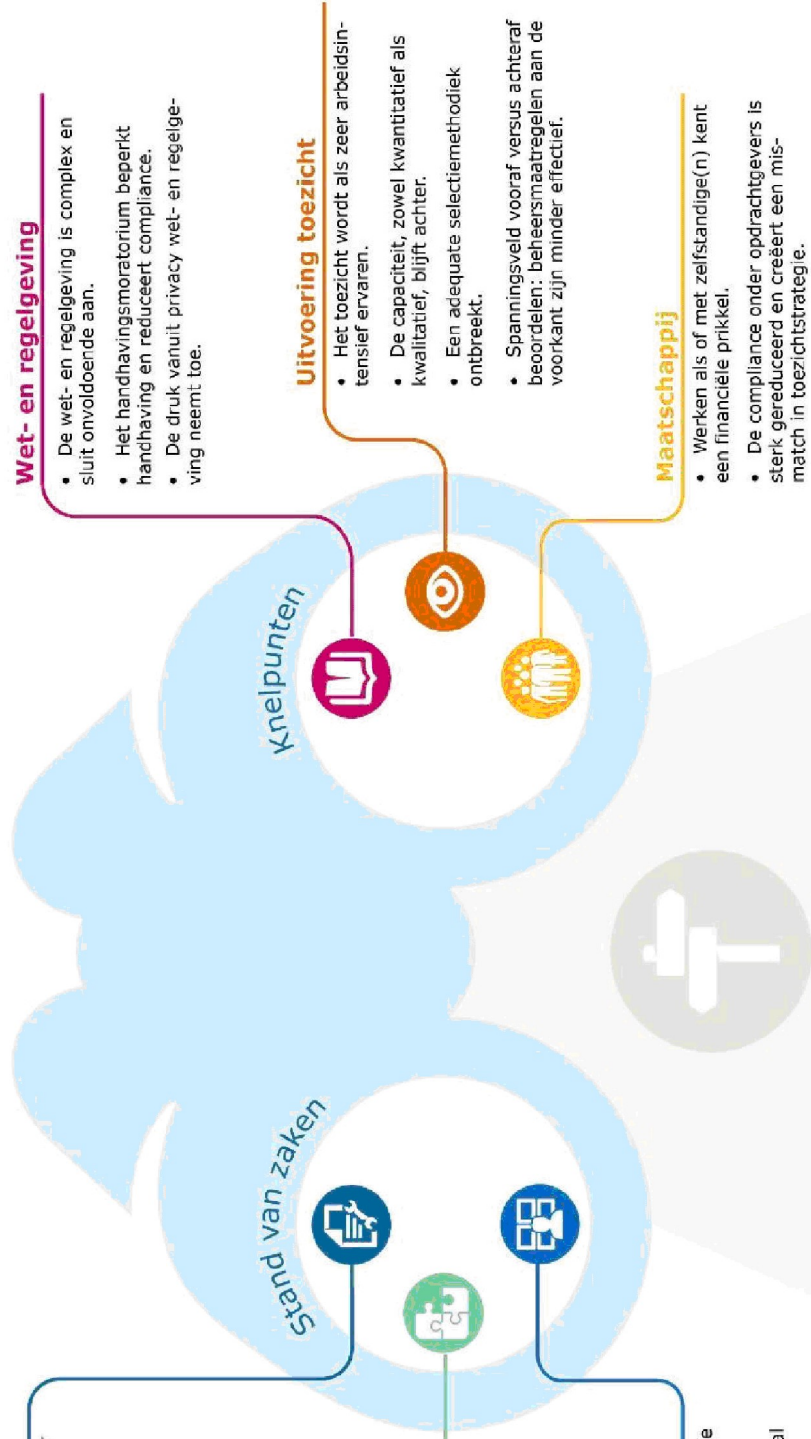 Stand van zaken
e
al
Knelpunten
Wet- en regelgeving
• De wet- en regelgeving is complex en
sluit onvoldoende aan.
• Het handhavingsmoratorium beperkt
handhaving en reduceert compliance.
• De druk vanuit privacy wet- en regelge-
ving neemt toe.
Uitvoering toezicht
• Het toezicht wordt als zeer arbeidsin-
tensief ervaren.
• De capaciteit, zowel kwantitatief als
kwalitatief, blijft achter.
• Een adequate selectiemethodiek
ontbreekt.
• Spanningsveld vooraf versus achteraf
beoordelen: beheersmaatregelen aan de
voorkant zijn minder effectief.
Maatschappij
• Werken als of met zelfstandige(n) kent
een financiële prikkel.
• De compliance onder opdrachtgevers is
sterk gereduceerd en creëert een mis-
match in toezichtstrategie.